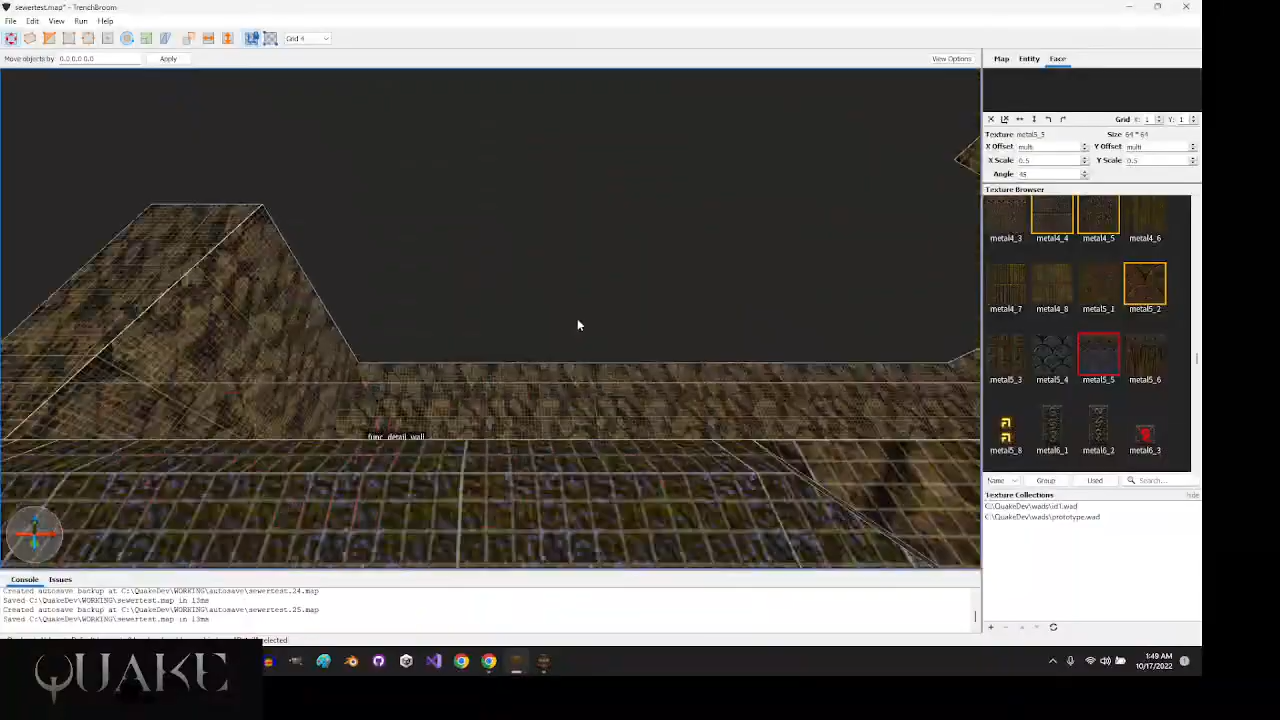 sewertest.map* - TrenchBroom
File Edit View Run Help
Grid 4
Move objects by 0.0 0.0 0.0 Apply View Options
Map Entity Face
Grid X: 1 Y: 1
Texture metal5_3 Size 64 * 64
X Offset multi Y Offset multi
X Scale 0.5 Y Scale 0.5
Angle 45
Texture Browser
metal4_3 metal4_4 metal4_5 metal4_6
metal4_7 metal4_8 metal5_1 metal5_2
metal5_3 metal5_4 metal5_5 metal5_6
metal5_8 metal6_1 metal6_2 metal6_3
func_detail_wall
Name Group Used Search...
Texture Collections hide
C:\QuakeDev\wads\id1.wad
C:\QuakeDev\wads\prototype.wad
Console Issues
Created autosave backup at C:\QuakeDev\WORKING\autosave\sewertest.24.map
Saved C:\QuakeDev\WORKING\sewertest.map in 13ms
Created autosave backup at C:\QuakeDev\WORKING\autosave\sewertest.25.map
Saved C:\QuakeDev\WORKING\sewertest.map in 13ms
selected
QUAKE
1:49 AM
10/17/2022